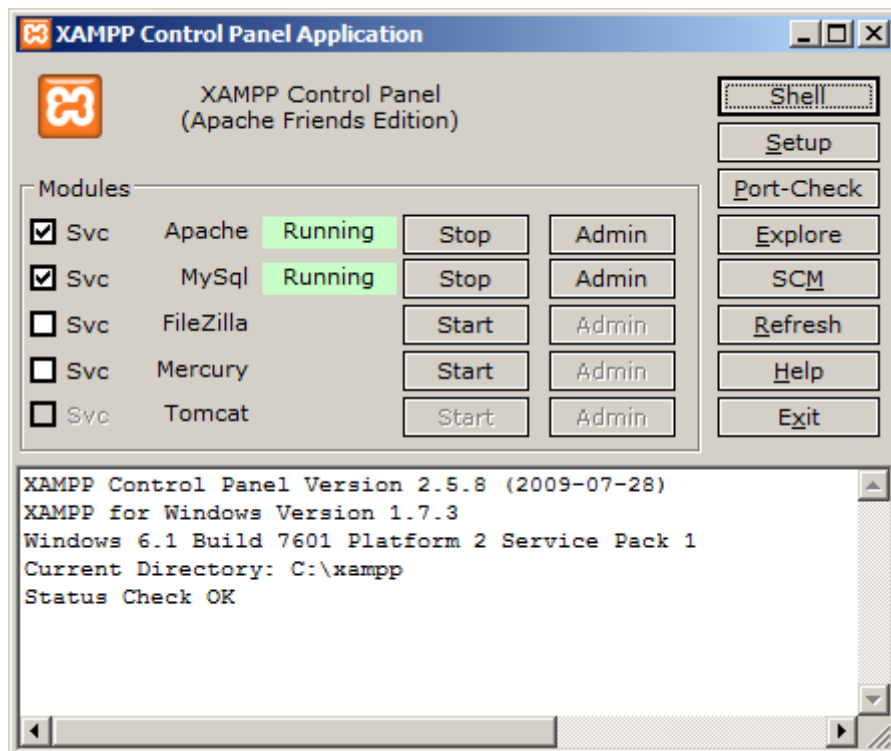 XAMPP Control Panel Application
XAMPP Control Panel
(Apache Friends Edition)
Shell
Setup
Port-Check
Explore
SCM
Refresh
Help
Exit
Modules
Svc Apache Running Stop Admin
Svc MySql Running Stop Admin
Svc FileZilla Start Admin
Svc Mercury Start Admin
Svc Tomcat Start Admin
XAMPP Control Panel Version 2.5.8 (2009-07-28)
XAMPP for Windows Version 1.7.3
Windows 6.1 Build 7601 Platform 2 Service Pack 1
Current Directory: C:\xampp
Status Check OK